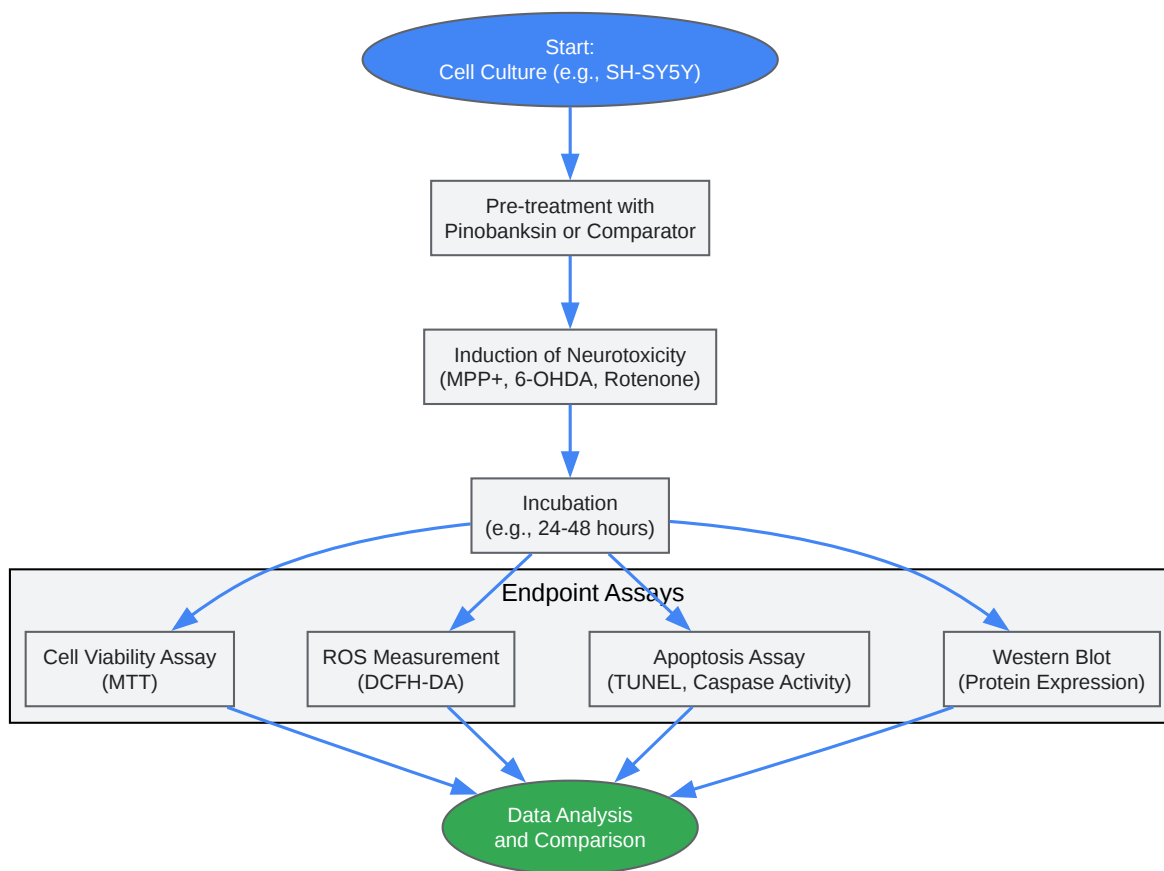 Start:
Cell Culture (e.g., SH-SY5Y)
Pre-treatment with
Pinobanksin or Comparator
Induction of Neurotoxicity
(MPP+, 6-OHDA, Rotenone)
Incubation
(e.g., 24-48 hours)
Endpoint Assays
Cell Viability Assay
(MTT)
ROS Measurement
(DCFH-DA)
Apoptosis Assay
(TUNEL, Caspase Activity)
Western Blot
(Protein Expression)
Data Analysis
and Comparison